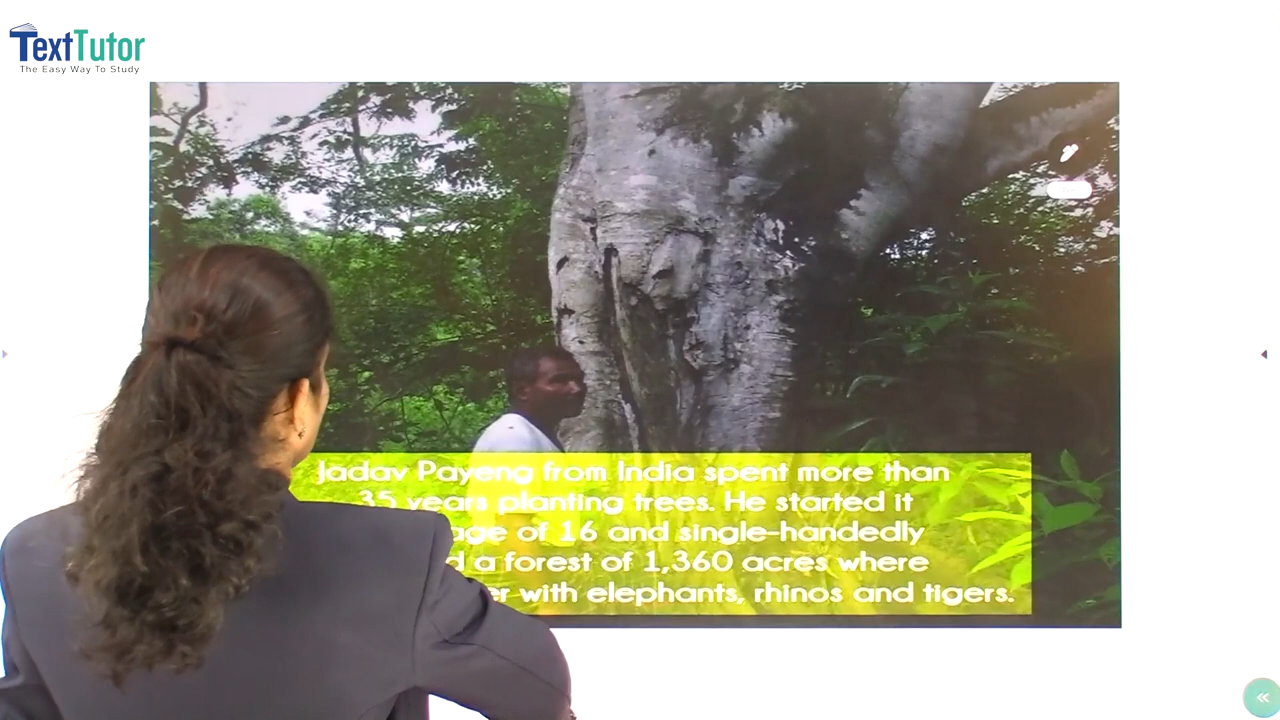 TextTutor
The Easy Way To Study
Jadav Payeng from India spent more than
35 years planting trees. He started it
age of 16 and single-handedly
a forest of 1,360 acres where
with elephants, rhinos and tigers.